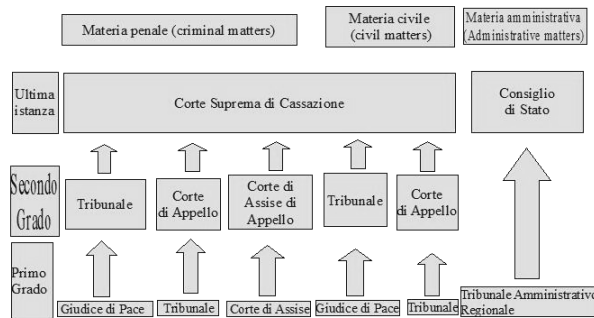 Materia penale (criminal matters)
Materia civile
(civil matters)
Materia amministrativa
(Administrative matters)
Ultima
istanza
Corte Suprema di Cassazione
Consiglio
di Stato
Secondo
Grado
Tribunale
Corte
di Appello
Corte di
Assise di
Appello
Tribunale
Corte
di Appello
Primo
Grado
Giudice di Pace
Tribunale
Corte di Assise
Giudice di Pace
Tribunale
Tribunale Amministrativo
Regionale